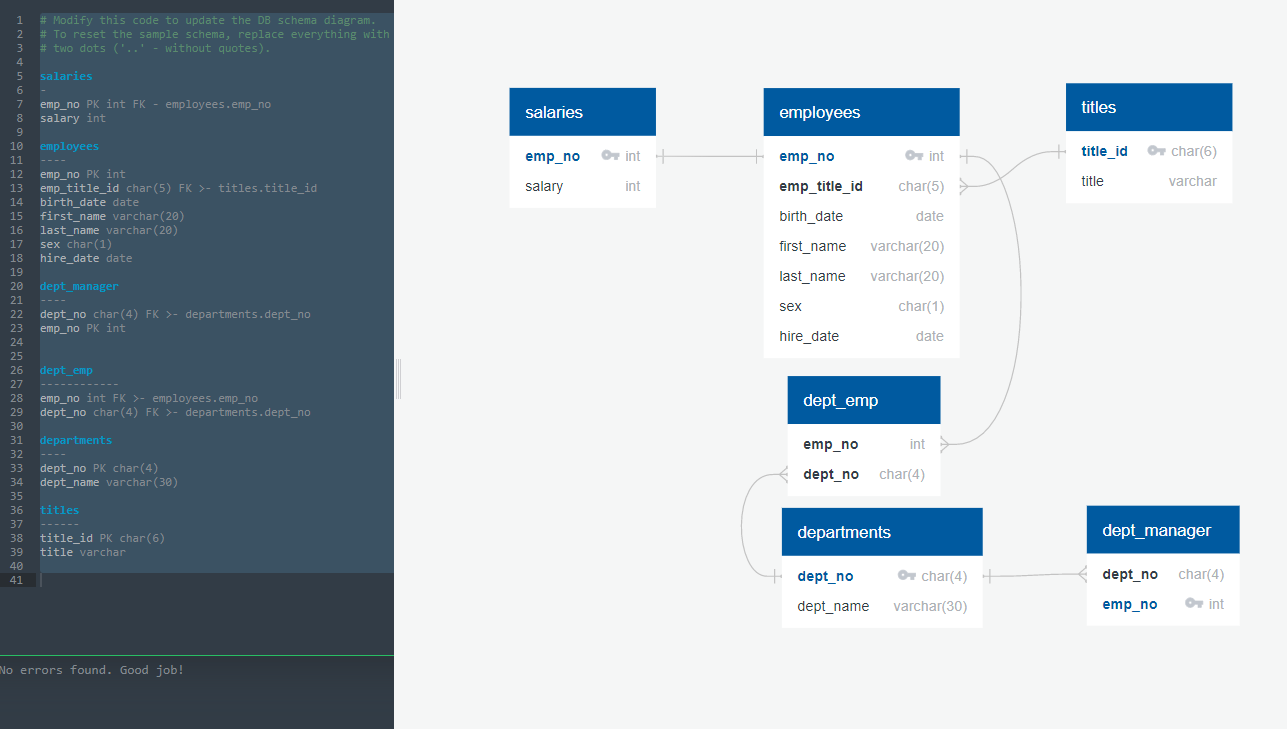 1 # Modify this code to update the DB schema diagram.
2 # To reset the sample schema, replace everything with
3 # two dots ('..' - without quotes).
4
5 salaries
6 -
7 emp_no PK int FK - employees.emp_no
8 salary int
9
10 employees
11 ----
12 emp_no PK int
13 emp_title_id char(5) FK >- titles.title_id
14 birth_date date
15 first_name varchar(20)
16 last_name varchar(20)
17 sex char(1)
18 hire_date date
19
20 dept_manager
21 ----
22 dept_no char(4) FK >- departments.dept_no
23 emp_no PK int
24
25
26 dept_emp
27 ------------
28 emp_no int FK >- employees.emp_no
29 dept_no char(4) FK >- departments.dept_no
30
31 departments
32 ----
33 dept_no PK char(4)
34 dept_name varchar(30)
35
36 titles
37 ------
38 title_id PK char(6)
39 title varchar
40
41
No errors found. Good job!
salaries
emp_no int
salary int
employees
emp_no int
emp_title_id char(5)
birth_date date
first_name varchar(20)
last_name varchar(20)
sex char(1)
hire_date date
titles
title_id char(6)
title varchar
dept_emp
emp_no int
dept_no char(4)
departments
dept_no char(4)
dept_name varchar(30)
dept_manager
dept_no char(4)
emp_no int